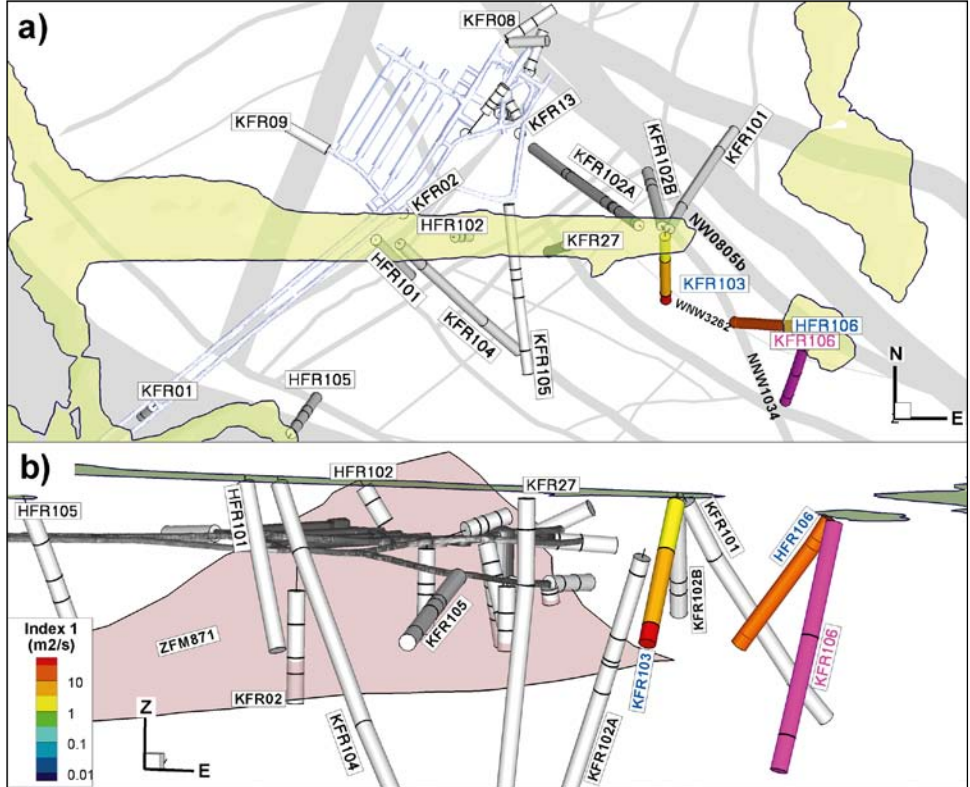 a)
KFR08
KFR09
KFR13
KFR101
KFR102B
KFR102A
KFR02
HFR102
KFR27
NW0805b
HFR101
KFR103
WNW3262
HFR106
KFR106
KFR104
KFR105
NNW1034
HFR105
KFR01
N
E
b)
HFR102
KFR27
HFR105
HFR101
KFR101
HFR106
KFR102B
KFR105
ZFM871
KFR103
KFR106
KFR02
KFR102A
KFR104
Index 1
(m2/s)
10
1
0.1
0.01
Z
E